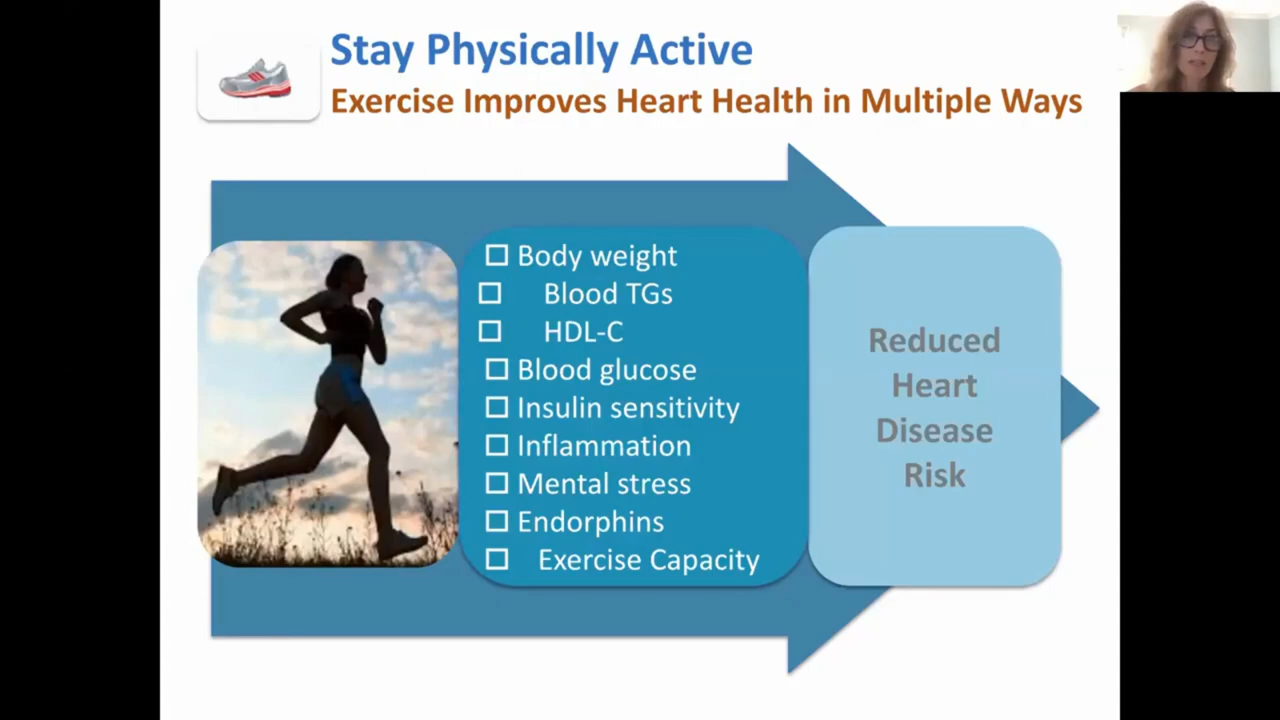 Stay Physically Active
Exercise Improves Heart Health in Multiple Ways
Body weight
Blood TGs
HDL-C
Blood glucose
Insulin sensitivity
Inflammation
Mental stress
Endorphins
Exercise Capacity
Reduced
Heart
Disease
Risk